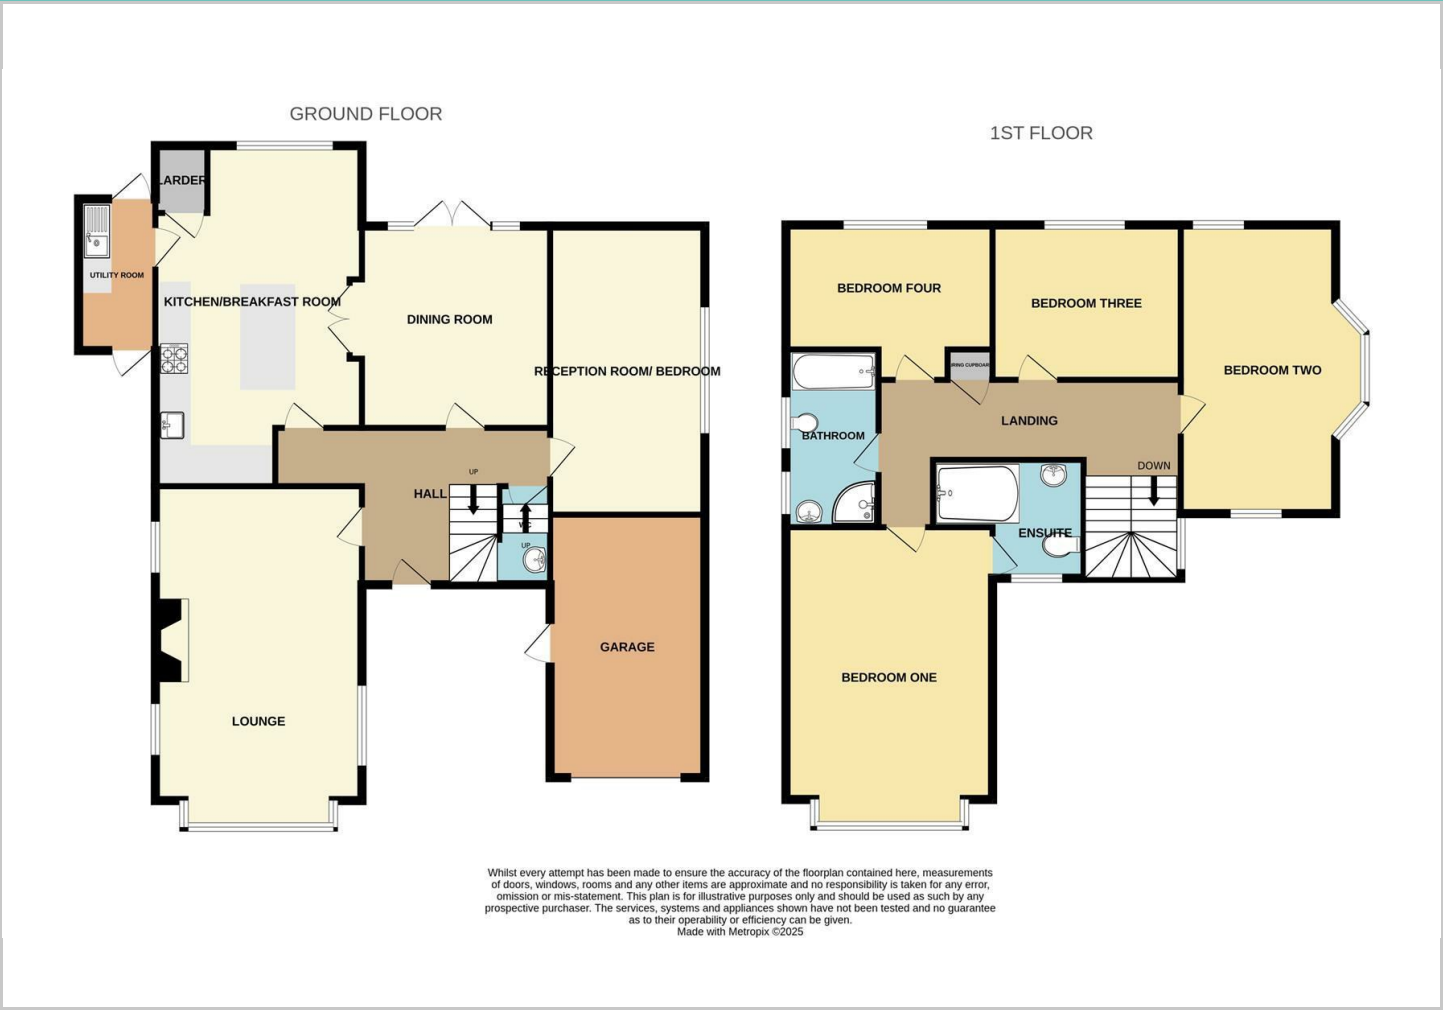 GROUND FLOOR
1ST FLOOR
LARDER
UTILITY ROOM
KITCHEN/BREAKFAST ROOM
DINING ROOM
RECEPTION ROOM/ BEDROOM
UP
HALL
WC
UP
GARAGE
LOUNGE
BEDROOM FOUR
BEDROOM THREE
BEDROOM TWO
CUPBOARD
LANDING
BATHROOM
DOWN
ENSUITE
BEDROOM ONE
Whilst every attempt has been made to ensure the accuracy of the floorplan contained here, measurements
of doors, windows, rooms and any other items are approximate and no responsibility is taken for any error,
omission or mis-statement. This plan is for illustrative purposes only and should be used as such by any
prospective purchaser. The services, systems and appliances shown have not been tested and no guarantee
as to their operability or efficiency can be given.
Made with Metropix ©2025